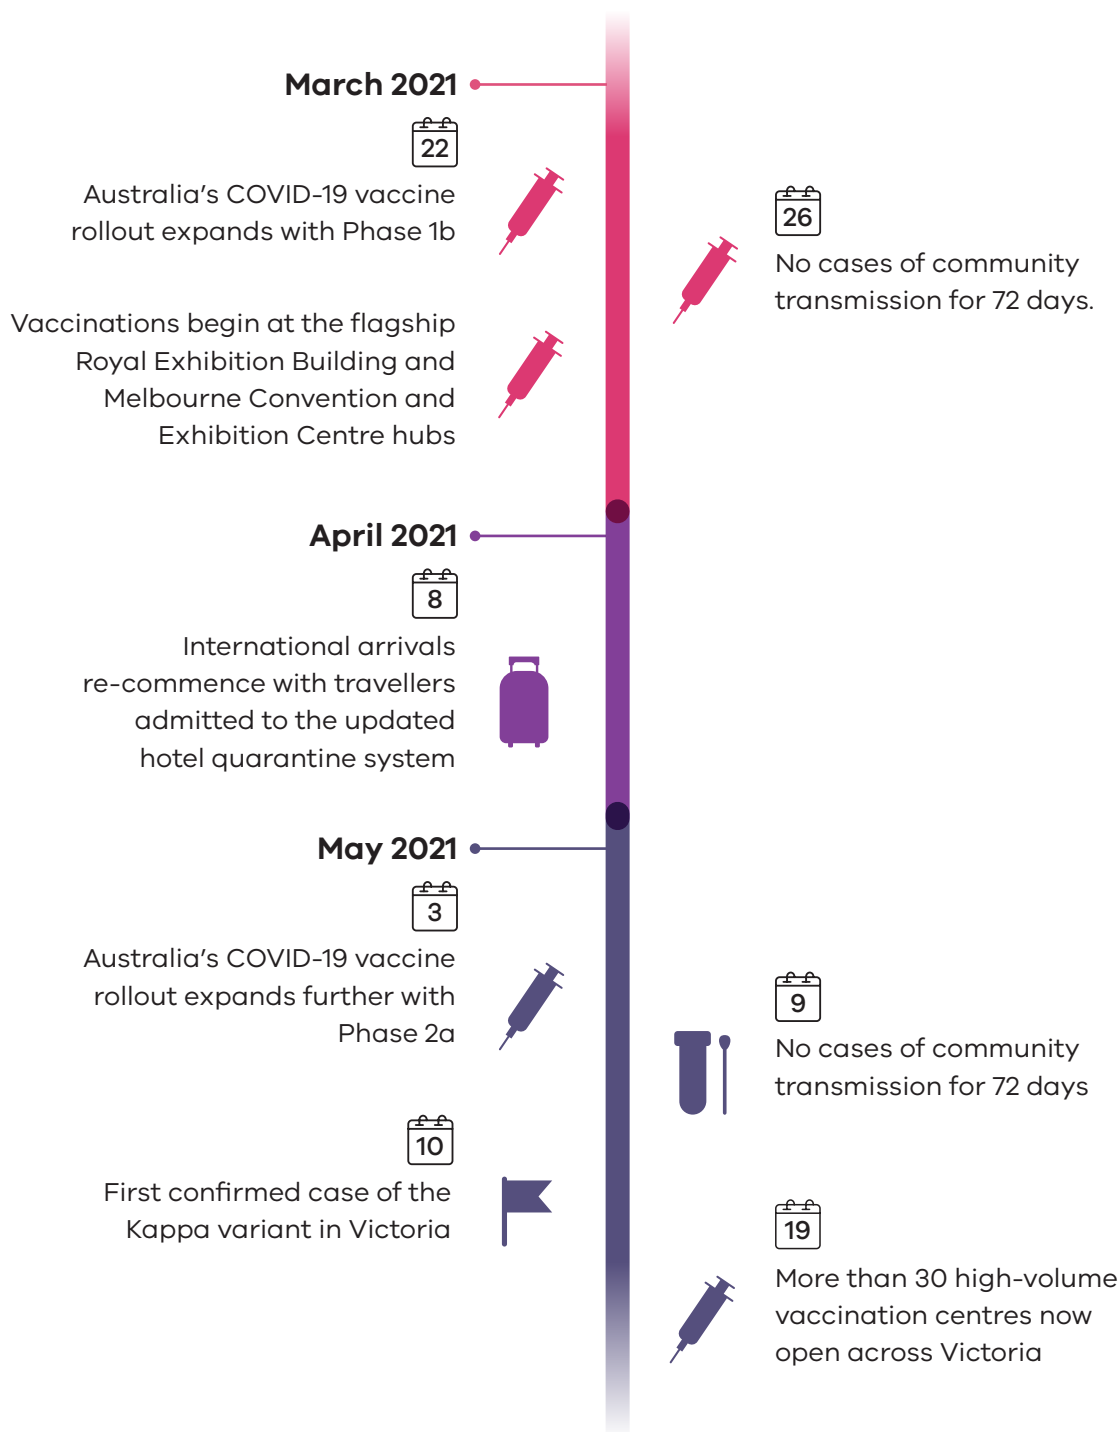 March 2021
22
Australia's COVID-19 vaccine
rollout expands with Phase 1b
26
No cases of community
transmission for 72 days.
Vaccinations begin at the flagship
Royal Exhibition Building and
Melbourne Convention and
Exhibition Centre hubs
April 2021
8
International arrivals
re-commence with travellers
admitted to the updated
hotel quarantine system
May 2021
3
Australia's COVID-19 vaccine
rollout expands further with
Phase 2a
9
No cases of community
transmission for 72 days
10
First confirmed case of the
Kappa variant in Victoria
19
More than 30 high-volume
vaccination centres now
open across Victoria